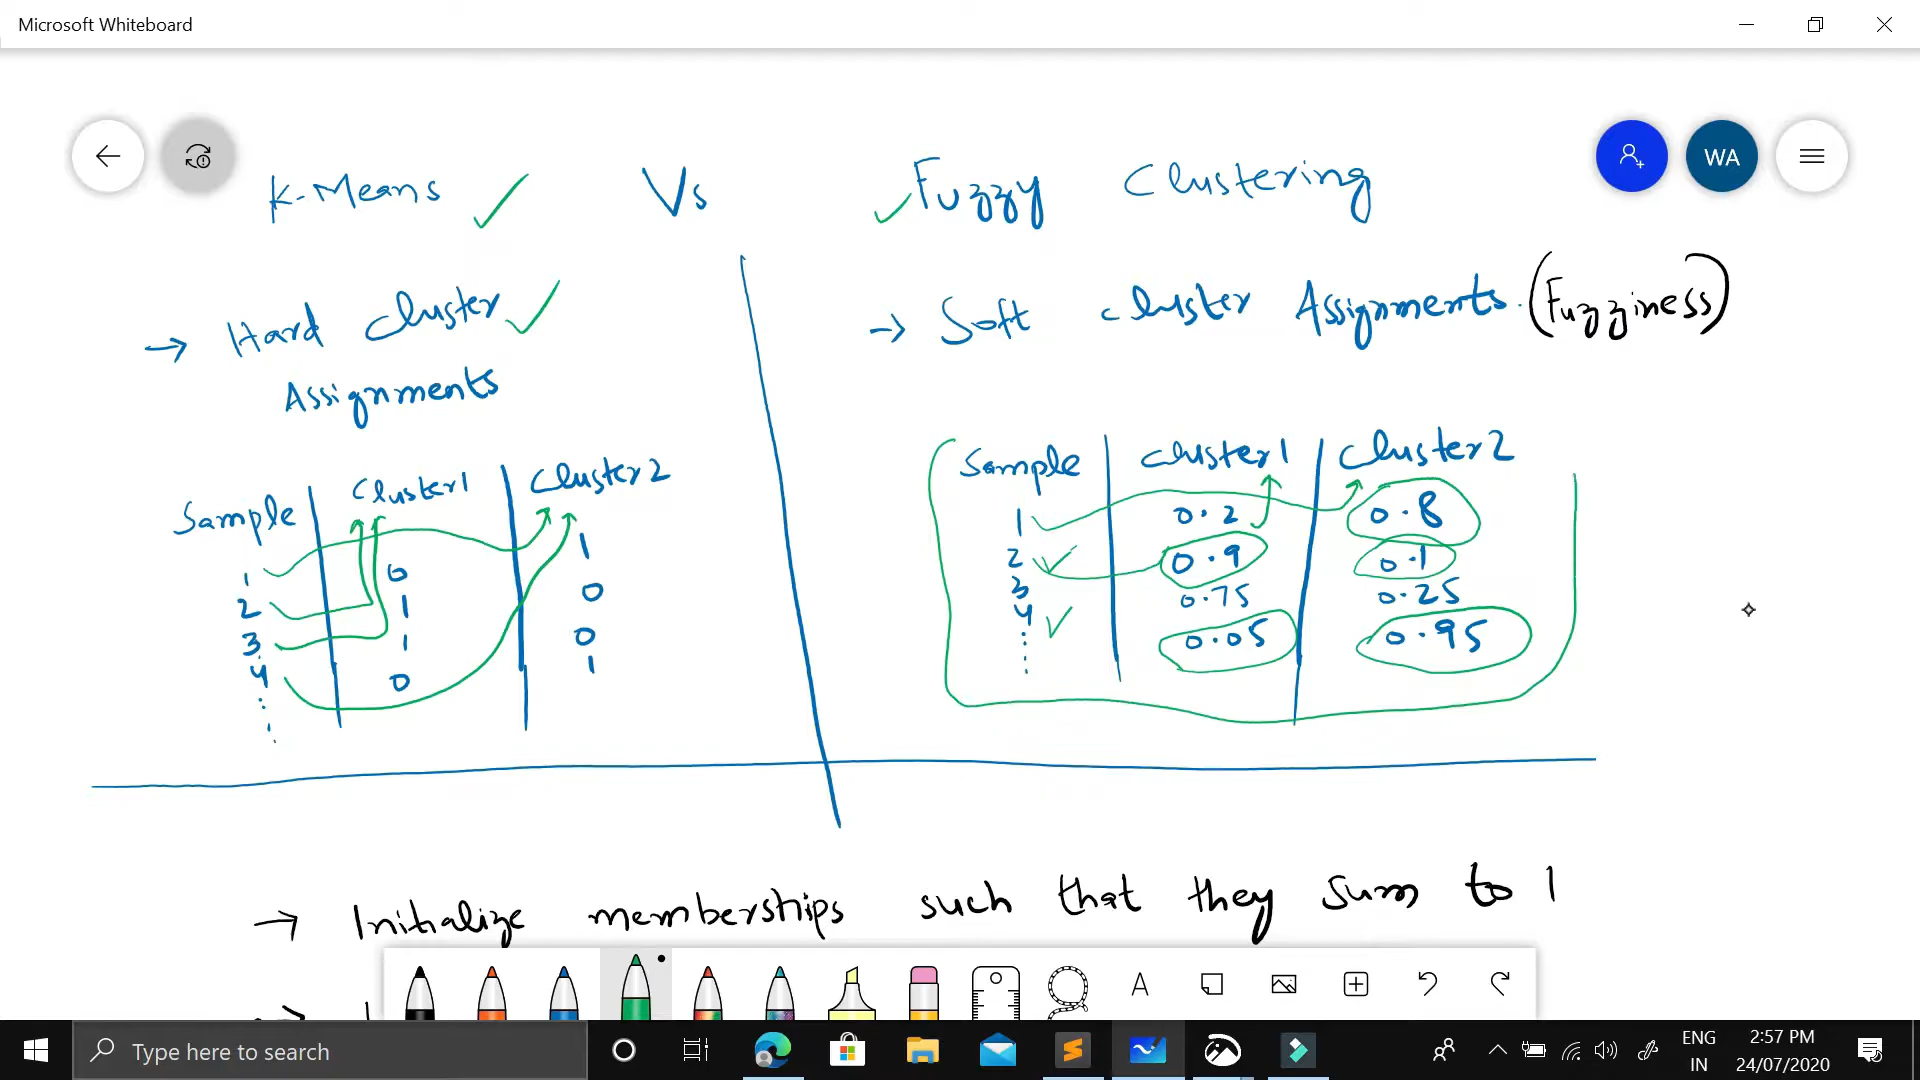 Microsoft Whiteboard
WA
K-Means Vs Fuzzy Clustering
→ Hard Cluster
Assignments
→ Soft cluster Assignments. (Fuzziness)
Sample Cluster1 Cluster2
1 0 1
2 1 0
3 1 0
4 0 1
Sample Cluster1 Cluster2
1 0.2 0.8
2 0.9 0.1
3 0.75 0.25
4 0.05 0.95
→ Initialize memberships such that they sum to 1
A
Type here to search
ENG
IN
2:57 PM
24/07/2020